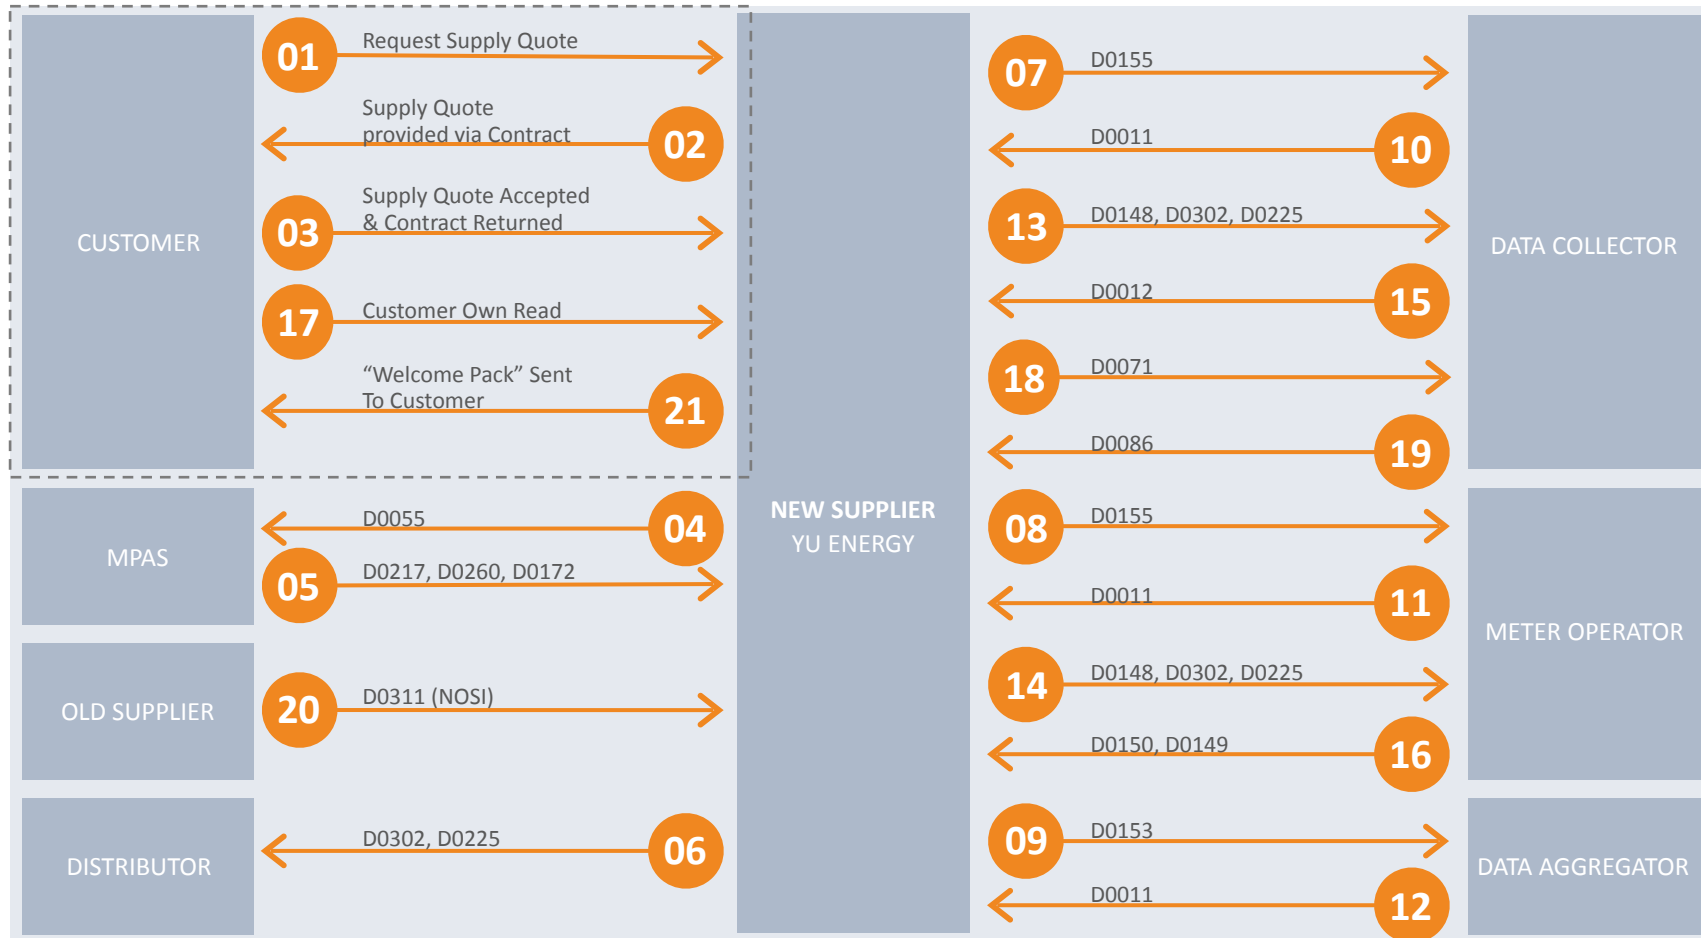 CUSTOMER
01
Request Supply Quote
Supply Quote
provided via Contract
02
03
Supply Quote Accepted
& Contract Returned
17
Customer Own Read
“Welcome Pack” Sent
To Customer
21
MPAS
D0055
04
05
D0217, D0260, D0172
OLD SUPPLIER
20
D0311 (NOSI)
DISTRIBUTOR
D0302, D0225
06
NEW SUPPLIER
YU ENERGY
07
D0155
D0011
10
13
D0148, D0302, D0225
D0012
15
18
D0071
D0086
19
DATA COLLECTOR
08
D0155
D0011
11
14
D0148, D0302, D0225
D0150, D0149
16
METER OPERATOR
09
D0153
D0011
12
DATA AGGREGATOR